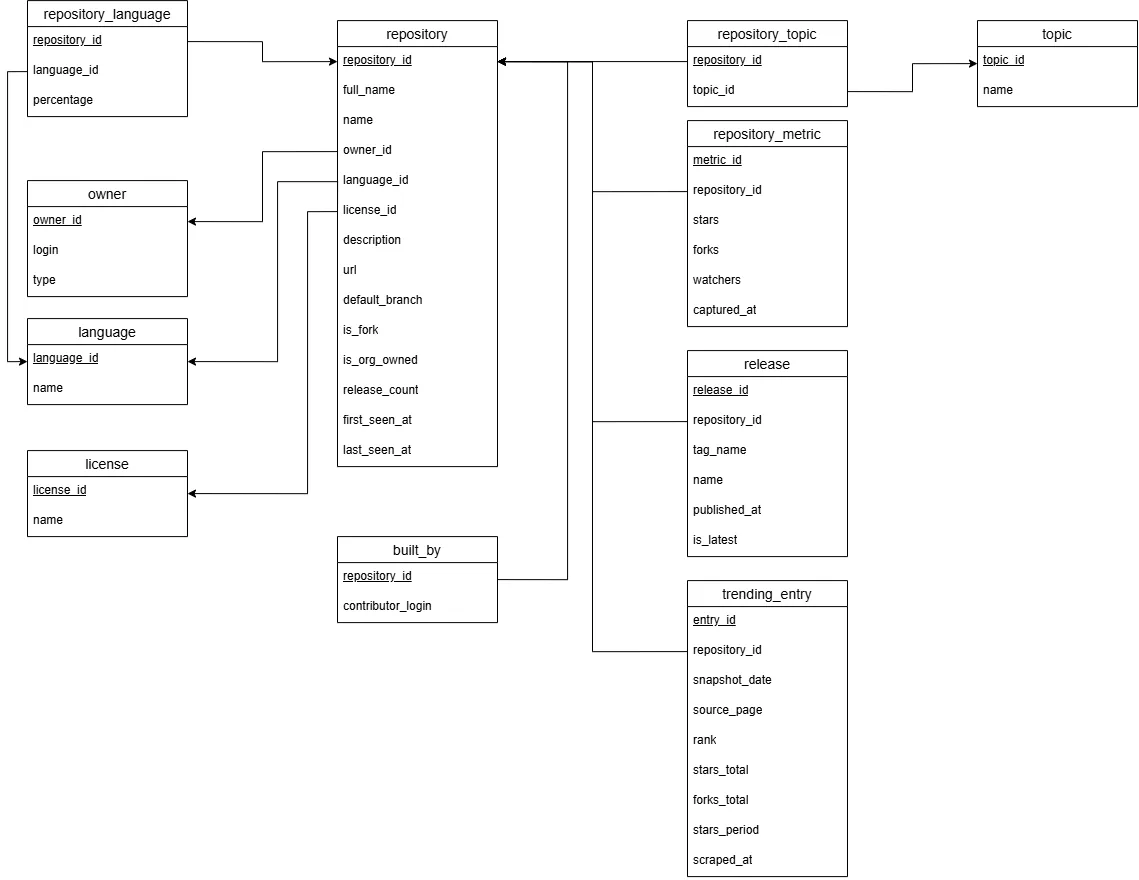 repository_language
repository_id
language_id
percentage
owner
owner_id
login
type
language
language_id
name
license
license_id
name
repository
repository_id
full_name
name
owner_id
language_id
license_id
description
url
default_branch
is_fork
is_org_owned
release_count
first_seen_at
last_seen_at
built_by
repository_id
contributor_login
repository_topic
repository_id
topic_id
repository_metric
metric_id
repository_id
stars
forks
watchers
captured_at
release
release_id
repository_id
tag_name
name
published_at
is_latest
trending_entry
entry_id
repository_id
snapshot_date
source_page
rank
stars_total
forks_total
stars_period
scraped_at
topic
topic_id
name